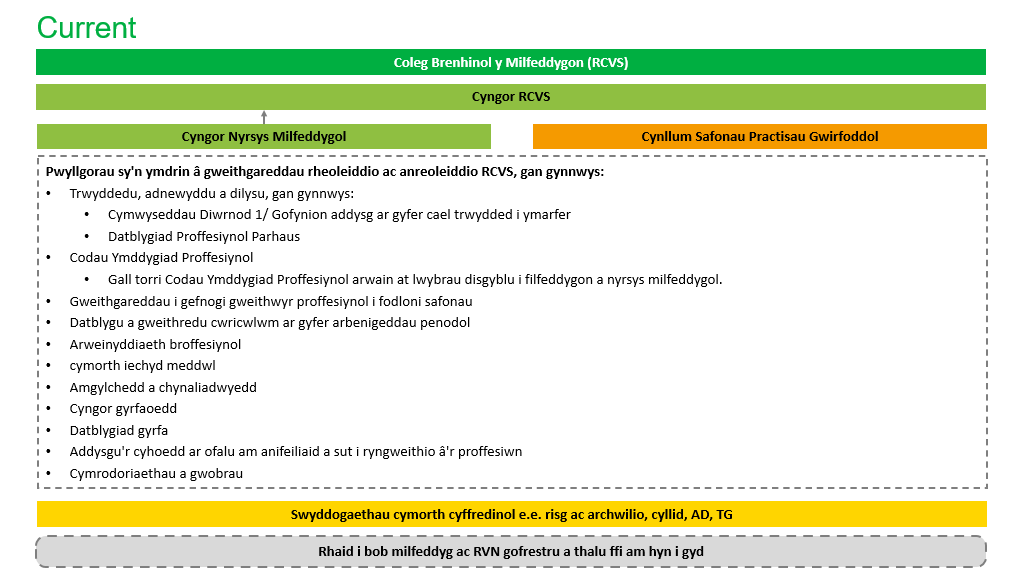 Current
Coleg Brenhinol y Milfeddygon (RCVS)
Cyngor RCVS
Cyngor Nyrsys Milfeddygol
Cynllum Safonau Practisau Gwirfoddol
Pwyllgorau sy'n ymdrin â gweithgareddau rheoleiddio ac anreoleiddio RCVS, gan gynnwys:
• Trwyddedu, adnewyddu a dilysu, gan gynnwys:
• Cymwyseddau Diwrnod 1/ Gofynion addysg ar gyfer cael trwydded i ymarfer
• Datblygiad Proffesiynol Parhaus
• Codau Ymddygiad Proffesiynol
• Gall torri Codau Ymddygiad Proffesiynol arwain at lwybrau disgyblu i filfeddygon a nyrsys milfeddygol.
• Gweithgareddau i gefnogi gweithwyr proffesiynol i fodloni safonau
• Datblygu a gweithredu cwricwlwm ar gyfer arbenigeddau penodol
• Arweinyddiaeth broffesiynol
• cymorth iechyd meddwl
• Amgylchedd a chynaliadwyedd
• Cyngor gyrfaoedd
• Datblygiad gyrfa
• Addysgu'r cyhoedd ar ofalu am anifeiliaid a sut i ryngweithio â'r proffesiwn
• Cymrodoriaethau a gwobrau
Swyddogaethau cymorth cyffredinol e.e. risg ac archwilio, cyllid, AD, TG
Rhaid i bob milfeddyg ac RVN gofrestru a thalu ffi am hyn i gyd